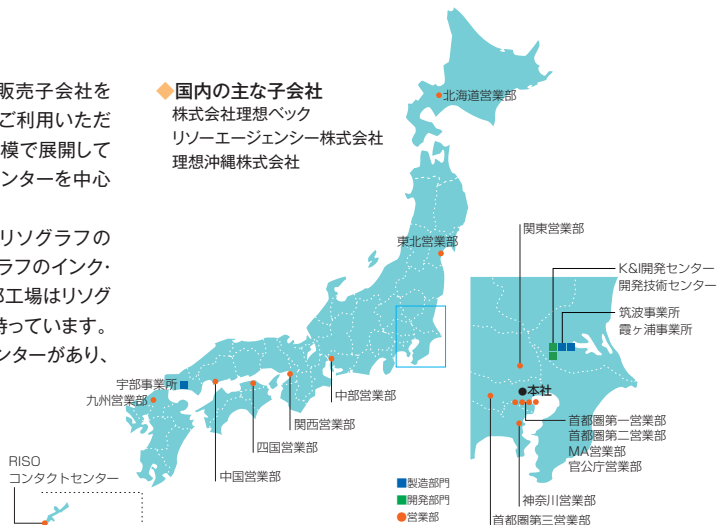 販売子会社を
ご利用いただ
模で展開して
ンターを中心
リソグラフの
ラフのインク・
部工場はリソグ
持っています。
ンターがあり、
◆国内の主な子会社
株式会社理想ベック
リソーエージェンシー株式会社
理想沖縄株式会社
北海道営業部
東北営業部
関東営業部
K&I開発センター
開発技術センター
筑波事業所
霞ヶ浦事業所
本社
首都圏第一営業部
首都圏第二営業部
MA営業部
官公庁営業部
神奈川営業部
首都圏第三営業部
中部営業部
関西営業部
四国営業部
中国営業部
宇部事業所
九州営業部
RISO
コンタクトセンター
製造部門
開発部門
営業部